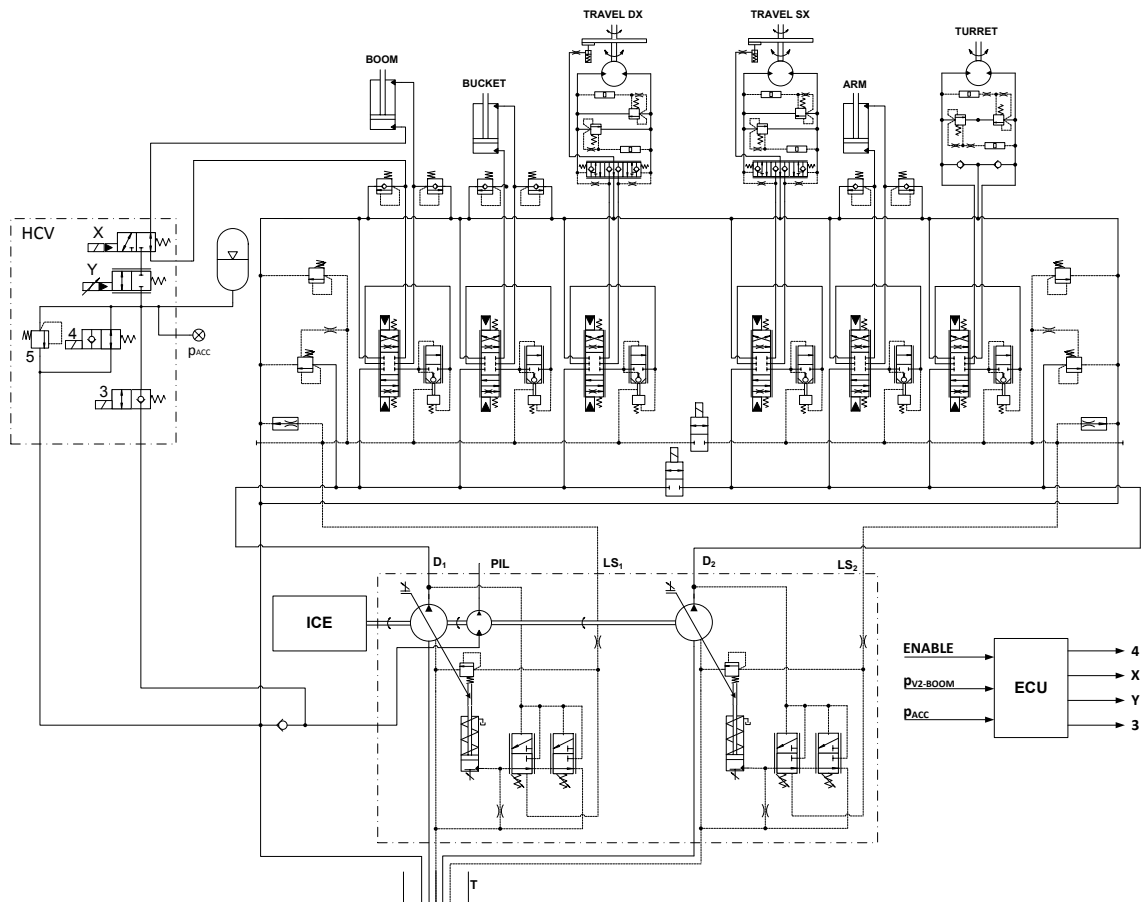 TRAVEL DX
TRAVEL SX
TURRET
BOOM
BUCKET
ARM
HCV
X
Y
4
5
pACC
3
D₁
PIL
LS₁
D₂
LS₂
ICE
ENABLE
pV2-BOOM
pACC
ECU
4
X
Y
3
T